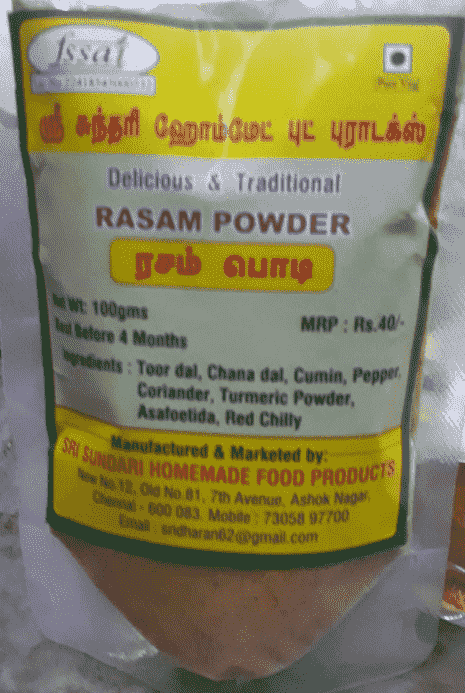 fssai
Pure Veg
ஸ்ரீ சுந்தரி ஹோம்மேட் புட் புராடக்ஸ்
Delicious & Traditional
RASAM POWDER
ரசம் பொடி
Net Wt: 100gms
MRP : Rs.40/-
Best Before 4 Months
Ingredients : Toor dal, Chana dal, Cumin, Pepper,
Coriander, Turmeric Powder,
Asafoetida, Red Chilly
Manufactured & Marketed by:
SRI SUNDARI HOMEMADE FOOD PRODUCTS
New No.12, Old No.81, 7th Avenue, Ashok Nagar,
Chennai - 600 083. Mobile : 73058 97700
Email : sridharan62@gmail.com